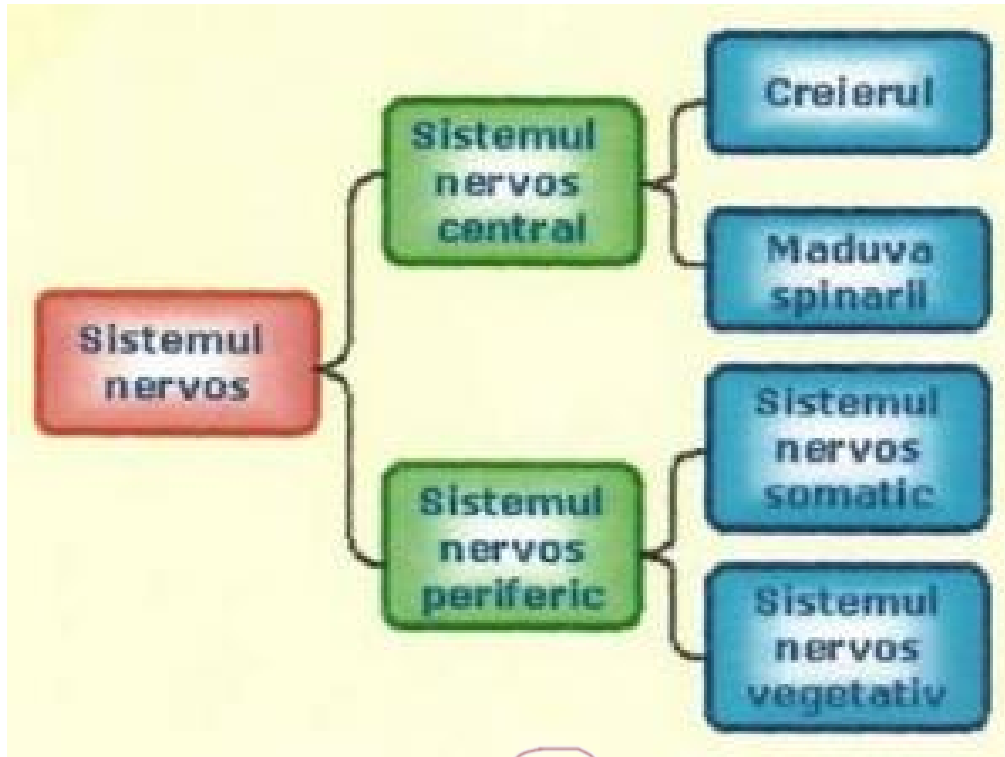 Sistemul
nervos
Sistemul
nervos
central
Creierul
Maduva
spinarii
Sistemul
nervos
periferic
Sistemul
nervos
somatic
Sistemul
nervos
vegetativ